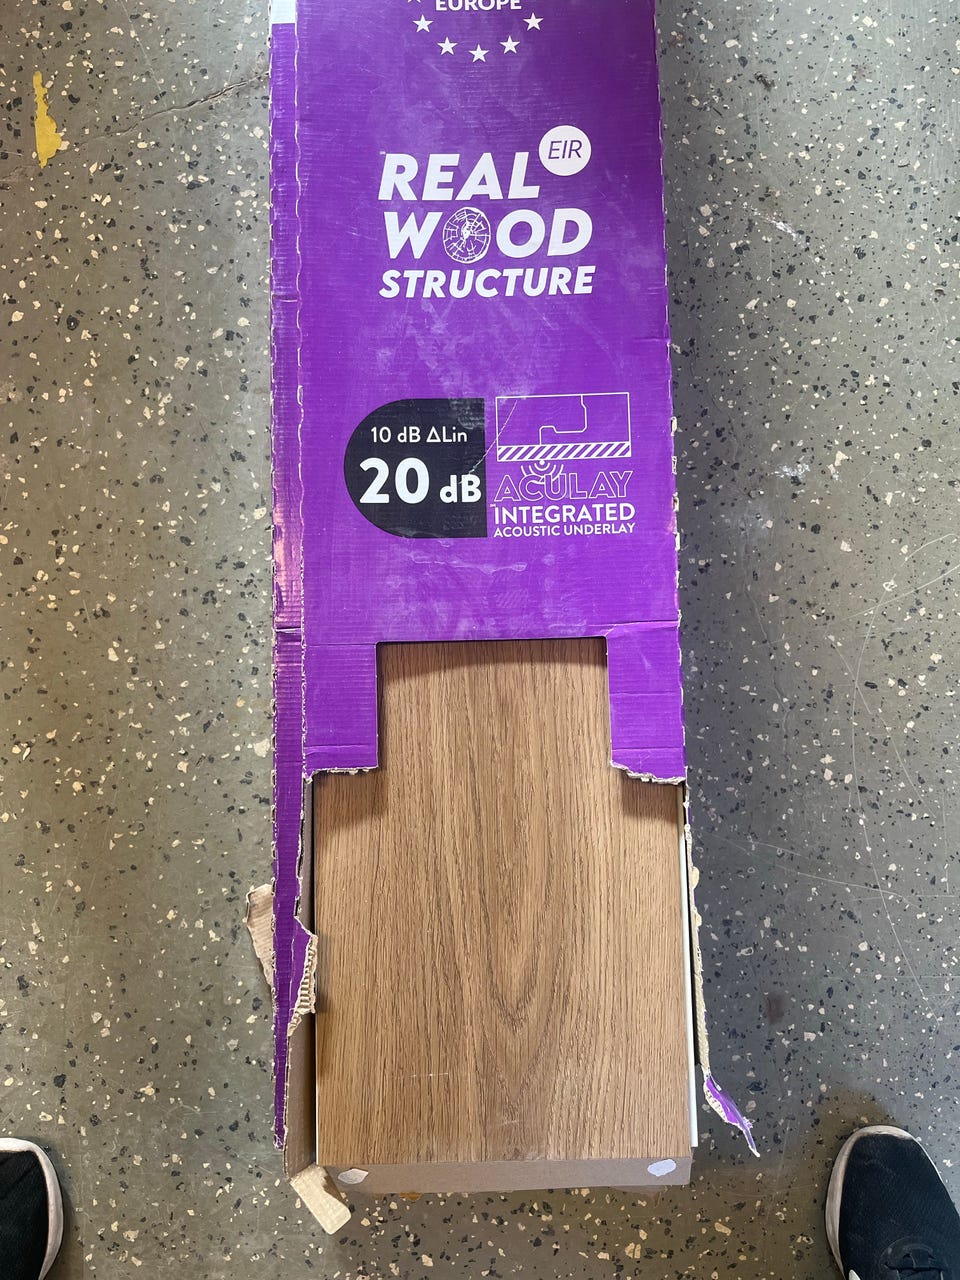 EUROPE
EIR
REAL
WOOD
STRUCTURE
10 dB ΔLin
20 dB
ACULAY
INTEGRATED
ACOUSTIC UNDERLAY